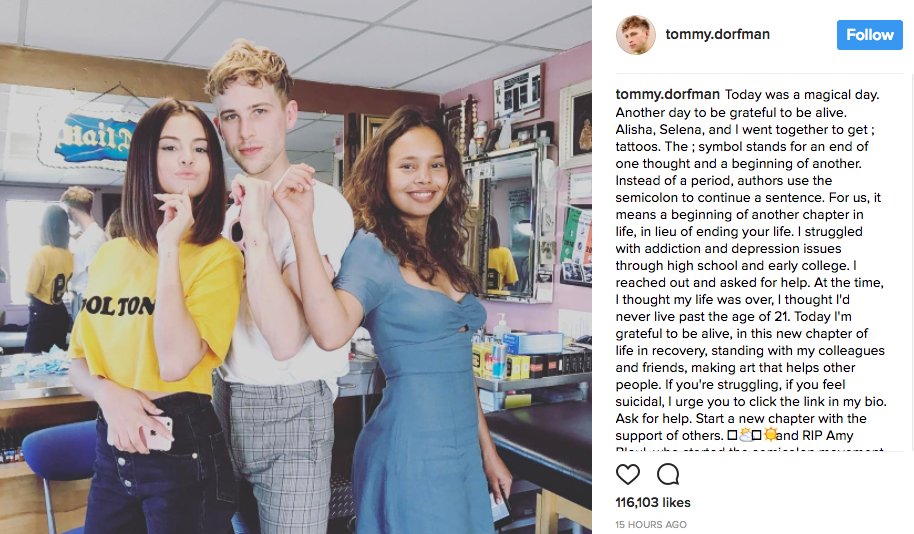 tommy.dorfman
Follow
tommy.dorfman Today was a magical day.
Another day to be grateful to be alive.
Alisha, Selena, and I went together to get ;
tattoos. The ; symbol stands for an end of
one thought and a beginning of another.
Instead of a period, authors use the
semicolon to continue a sentence. For us, it
means a beginning of another chapter in
life, in lieu of ending your life. I struggled
with addiction and depression issues
through high school and early college. I
reached out and asked for help. At the time,
I thought my life was over, I thought I'd
never live past the age of 21. Today I'm
grateful to be alive, in this new chapter of
life in recovery, standing with my colleagues
and friends, making art that helps other
people. If you're struggling, if you feel
suicidal, I urge you to click the link in my bio.
Ask for help. Start a new chapter with the
support of others. and RIP Amy
who started the semicolon movement
116,103 likes
15 HOURS AGO
OLTON